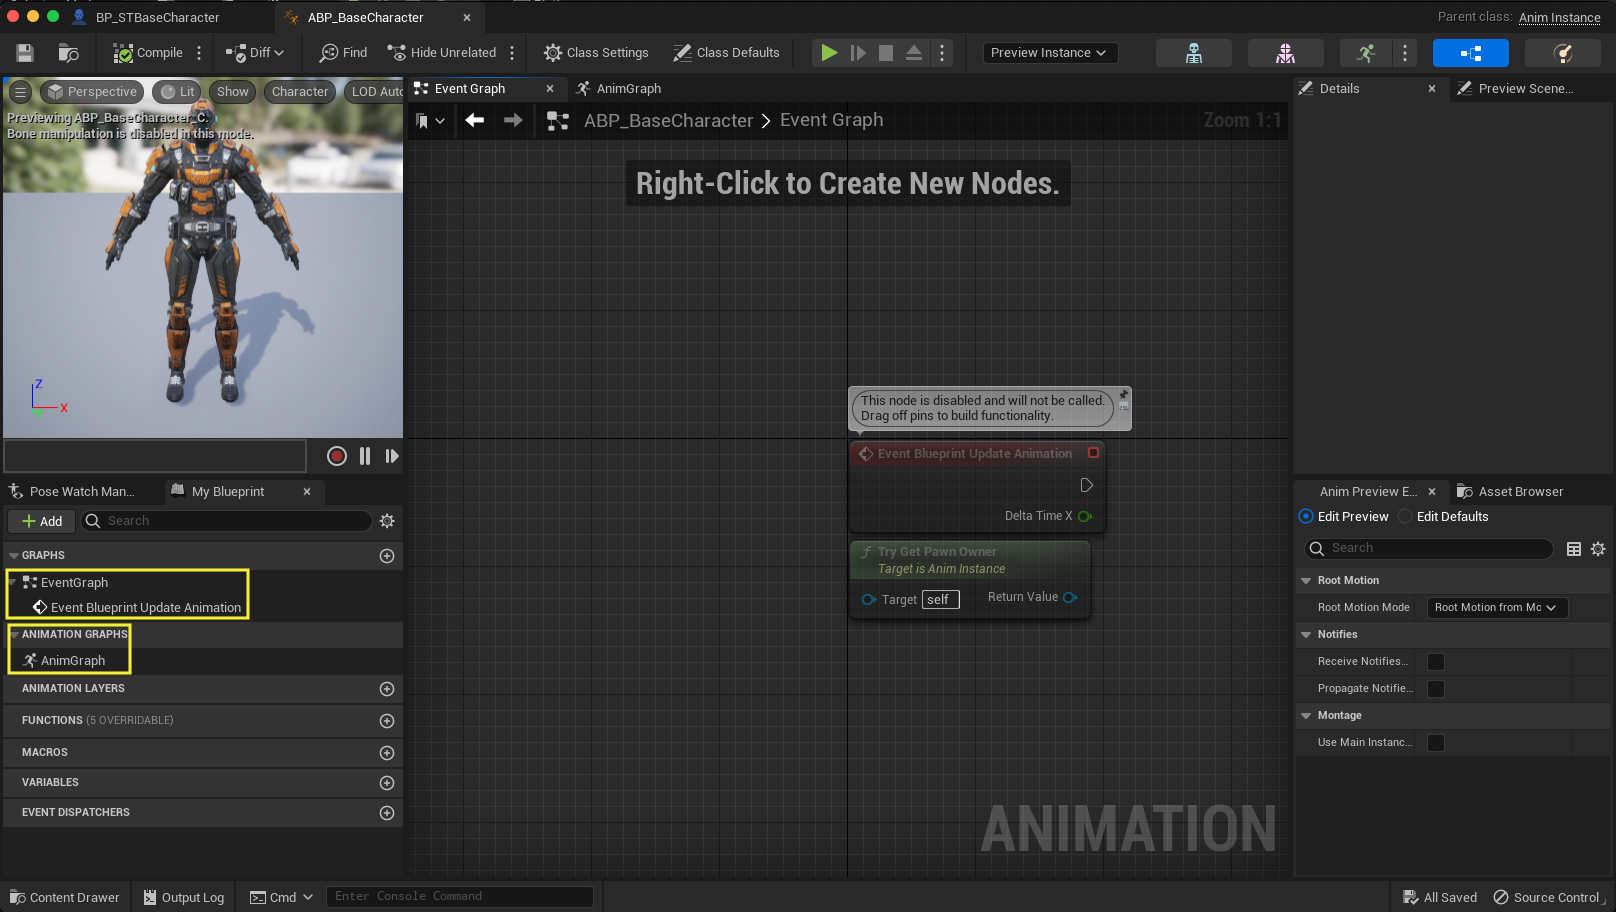 BP_STBaseCharacter
ABP_BaseCharacter
Parent class: Anim Instance
Compile
Diff
Find
Hide Unrelated
Class Settings
Class Defaults
Preview Instance
Perspective
Lit
Show
Character
LOD Auto
Previewing ABP_BaseCharacter_C.
Bone manipulation is disabled in this mode.
Z
X
Event Graph
AnimGraph
ABP_BaseCharacter > Event Graph
Zoom 1:1
Right-Click to Create New Nodes.
This node is disabled and will not be called.
Drag off pins to build functionality.
Event Blueprint Update Animation
Delta Time X
Try Get Pawn Owner
Target is Anim Instance
Target self
Return Value
ANIMATION
Pose Watch Man...
My Blueprint
Add
Search
GRAPHS
EventGraph
Event Blueprint Update Animation
ANIMATION GRAPHS
AnimGraph
ANIMATION LAYERS
FUNCTIONS (5 OVERRIDABLE)
MACROS
VARIABLES
EVENT DISPATCHERS
Details
Preview Scene...
Anim Preview E...
Asset Browser
Edit Preview
Edit Defaults
Search
Root Motion
Root Motion Mode
Root Motion from Mo
Notifies
Receive Notifies...
Propagate Notifie...
Montage
Use Main Instanc...
Content Drawer
Output Log
Cmd
Enter Console Command
All Saved
Source Control